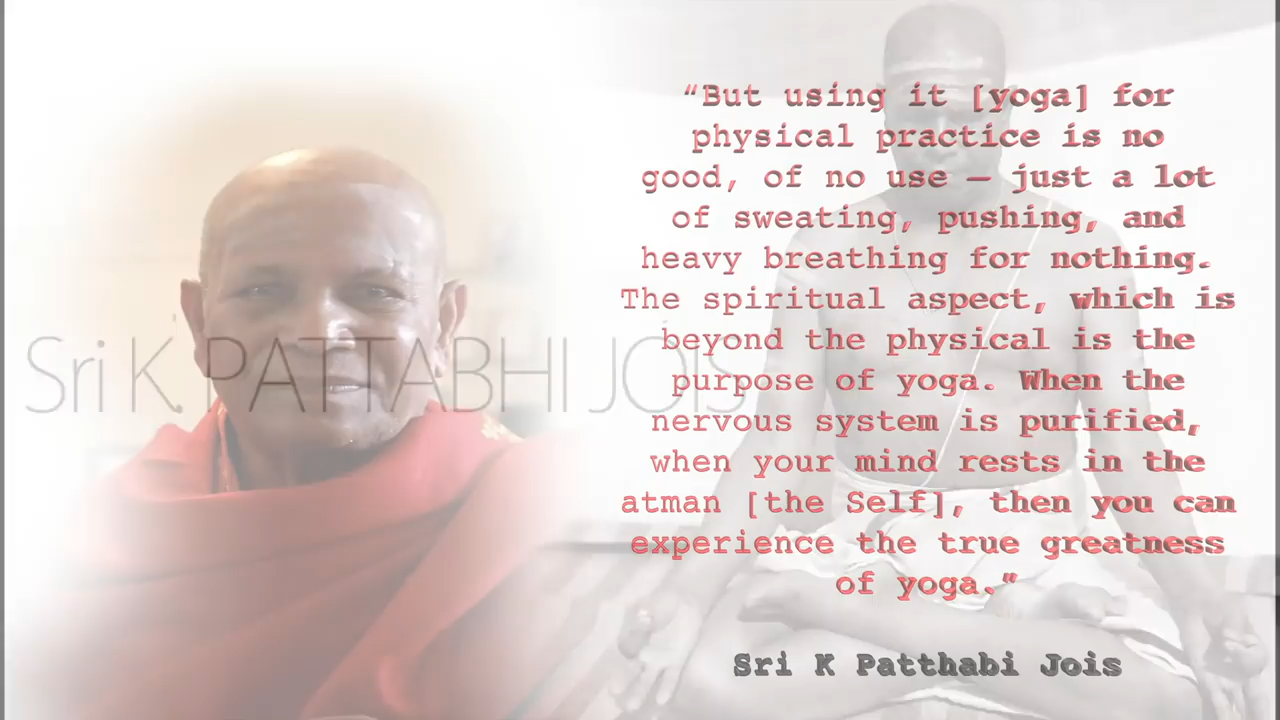 Sri K PATTABHI JOIS
“But using it [yoga] for
physical practice is no
good, of no use – just a lot
of sweating, pushing, and
heavy breathing for nothing.
The spiritual aspect, which is
beyond the physical is the
purpose of yoga. When the
nervous system is purified,
when your mind rests in the
atman [the Self], then you can
experience the true greatness
of yoga.”
Sri K Patthabi Jois